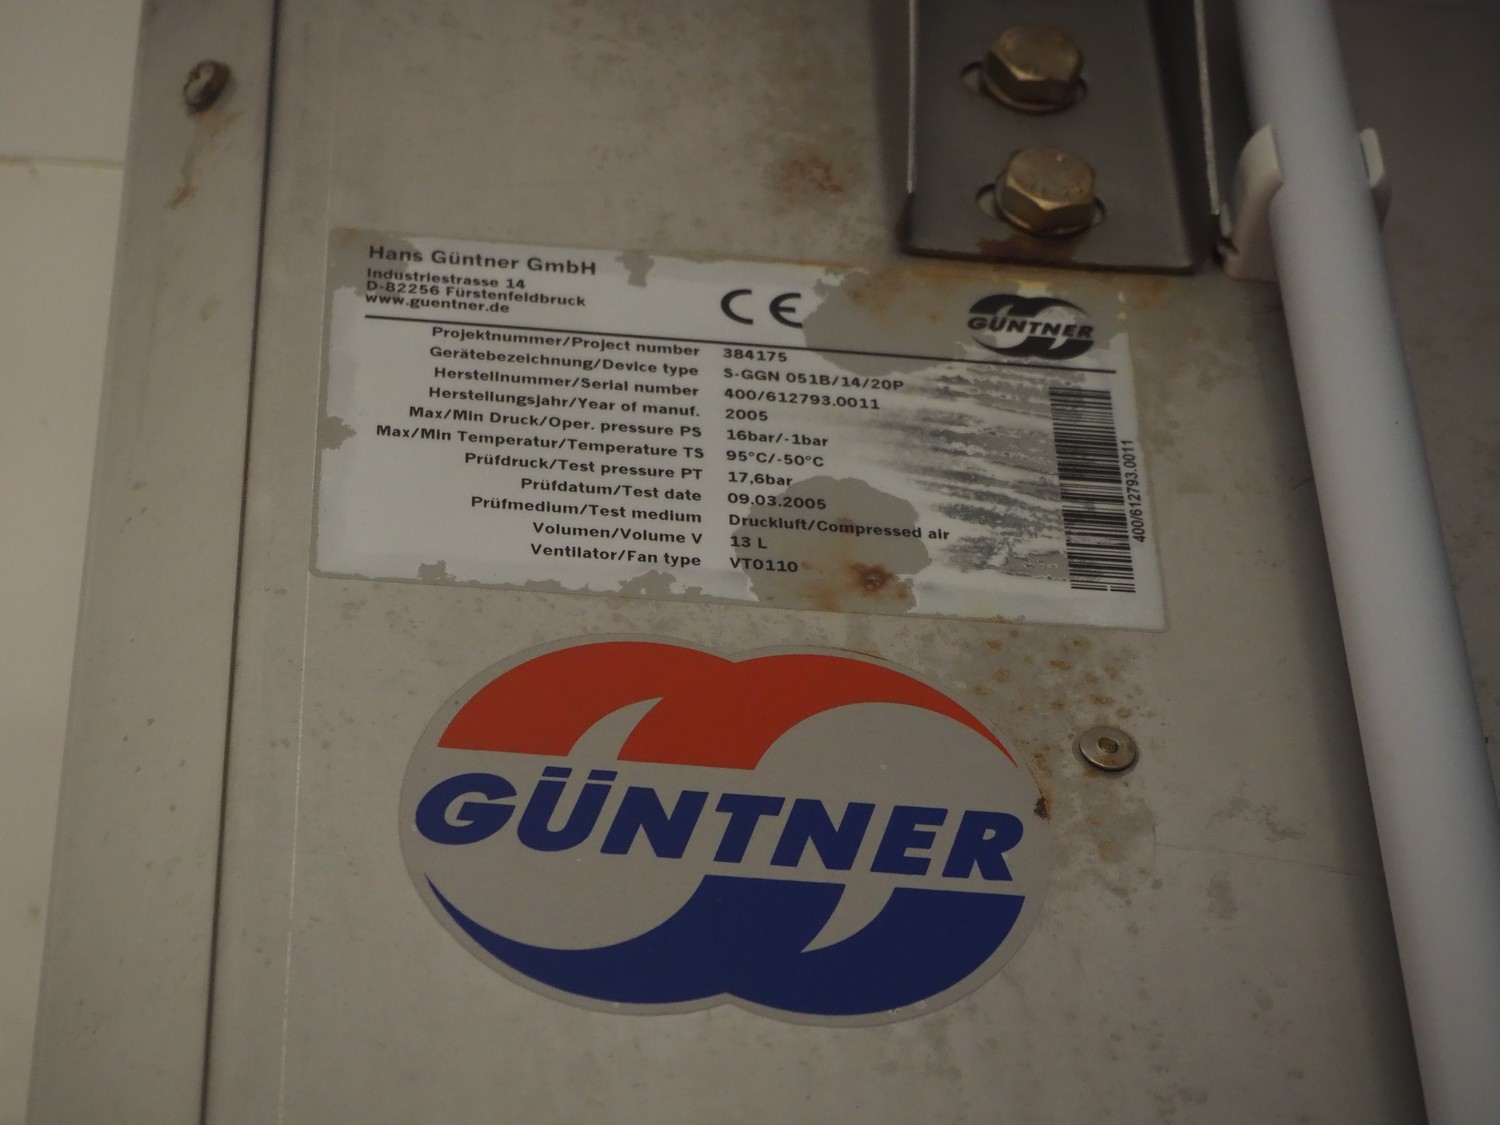 Hans Güntner GmbH
Industriestrasse 14
D-82256 Fürstenfeldbruck
www.guentner.de
CE
GÜNTNER
Projektnummer/Project number 384175
Gerätebezeichnung/Device type S-GGN 051B/14/20P
Herstellnummer/Serial number 400/612793.0011
Herstellungsjahr/Year of manuf. 2005
Max/Min Druck/Oper. pressure PS 16bar/-1bar
Max/Min Temperatur/Temperature TS 95°C/-50°C
Prüfdruck/Test pressure PT 17,6bar
Prüfdatum/Test date 09.03.2005
Prüfmedium/Test medium Druckluft/Compressed air
Volumen/Volume V 13 L
Ventilator/Fan type VT0110
400/612793.0011
GÜNTNER